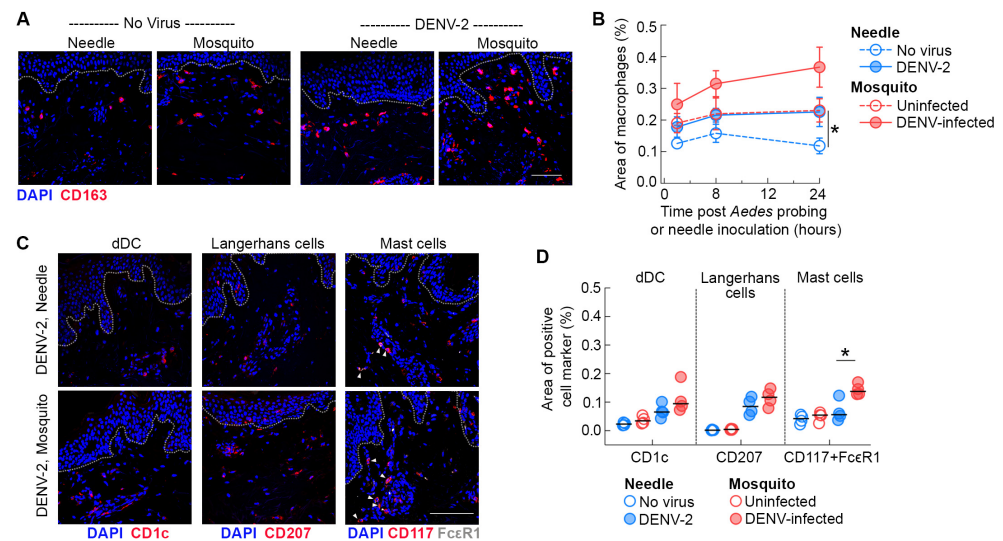 A
---------- No Virus ----------
---------- DENV-2 ----------
Needle
Mosquito
Needle
Mosquito
DAPI CD163
B
Area of macrophages (%)
0.5
0.4
0.3
0.2
0.1
0.0
0
8
12
24
Time post Aedes probing
or needle inoculation (hours)
*
Needle
No virus
DENV-2
Mosquito
Uninfected
DENV-infected
C
dDC
Langerhans cells
Mast cells
DENV-2, Needle
DENV-2, Mosquito
DAPI CD1c
DAPI CD207
DAPI CD117 FcεR1
D
dDC
Langerhans
cells
Mast cells
Area of positive
cell marker (%)
0.5
0.4
0.3
0.2
0.1
0.0
*
CD1c
CD207
CD117+FcεR1
Needle
No virus
DENV-2
Mosquito
Uninfected
DENV-infected